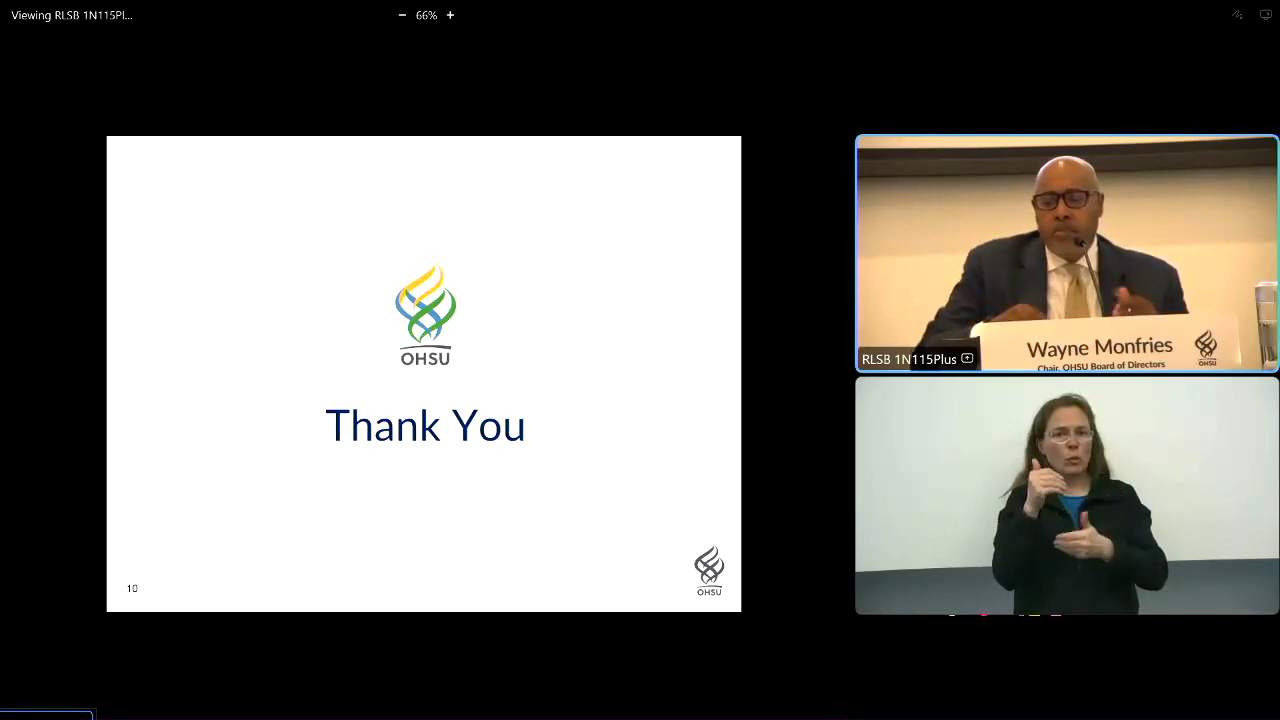 Viewing RLSB 1N115Pl...
− 66% +
OHSU
Thank You
10
OHSU
Wayne Monfries
Chair, OHSU Board of Directors
OHSU
RLSB 1N115Plus